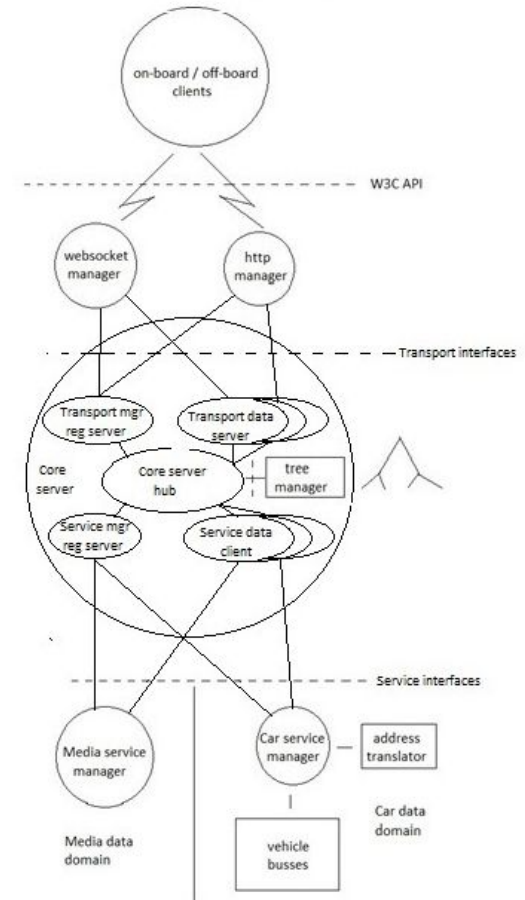 on-board / off-board
clients
W3C API
websocket
manager
http
manager
Transport interfaces
Transport mgr
reg server
Transport data
server
Core
server
Core server
hub
tree
manager
Service mgr
reg server
Service data
client
Service interfaces
Media service
manager
Car service
manager
address
translator
Media data
domain
Car data
domain
vehicle
busses